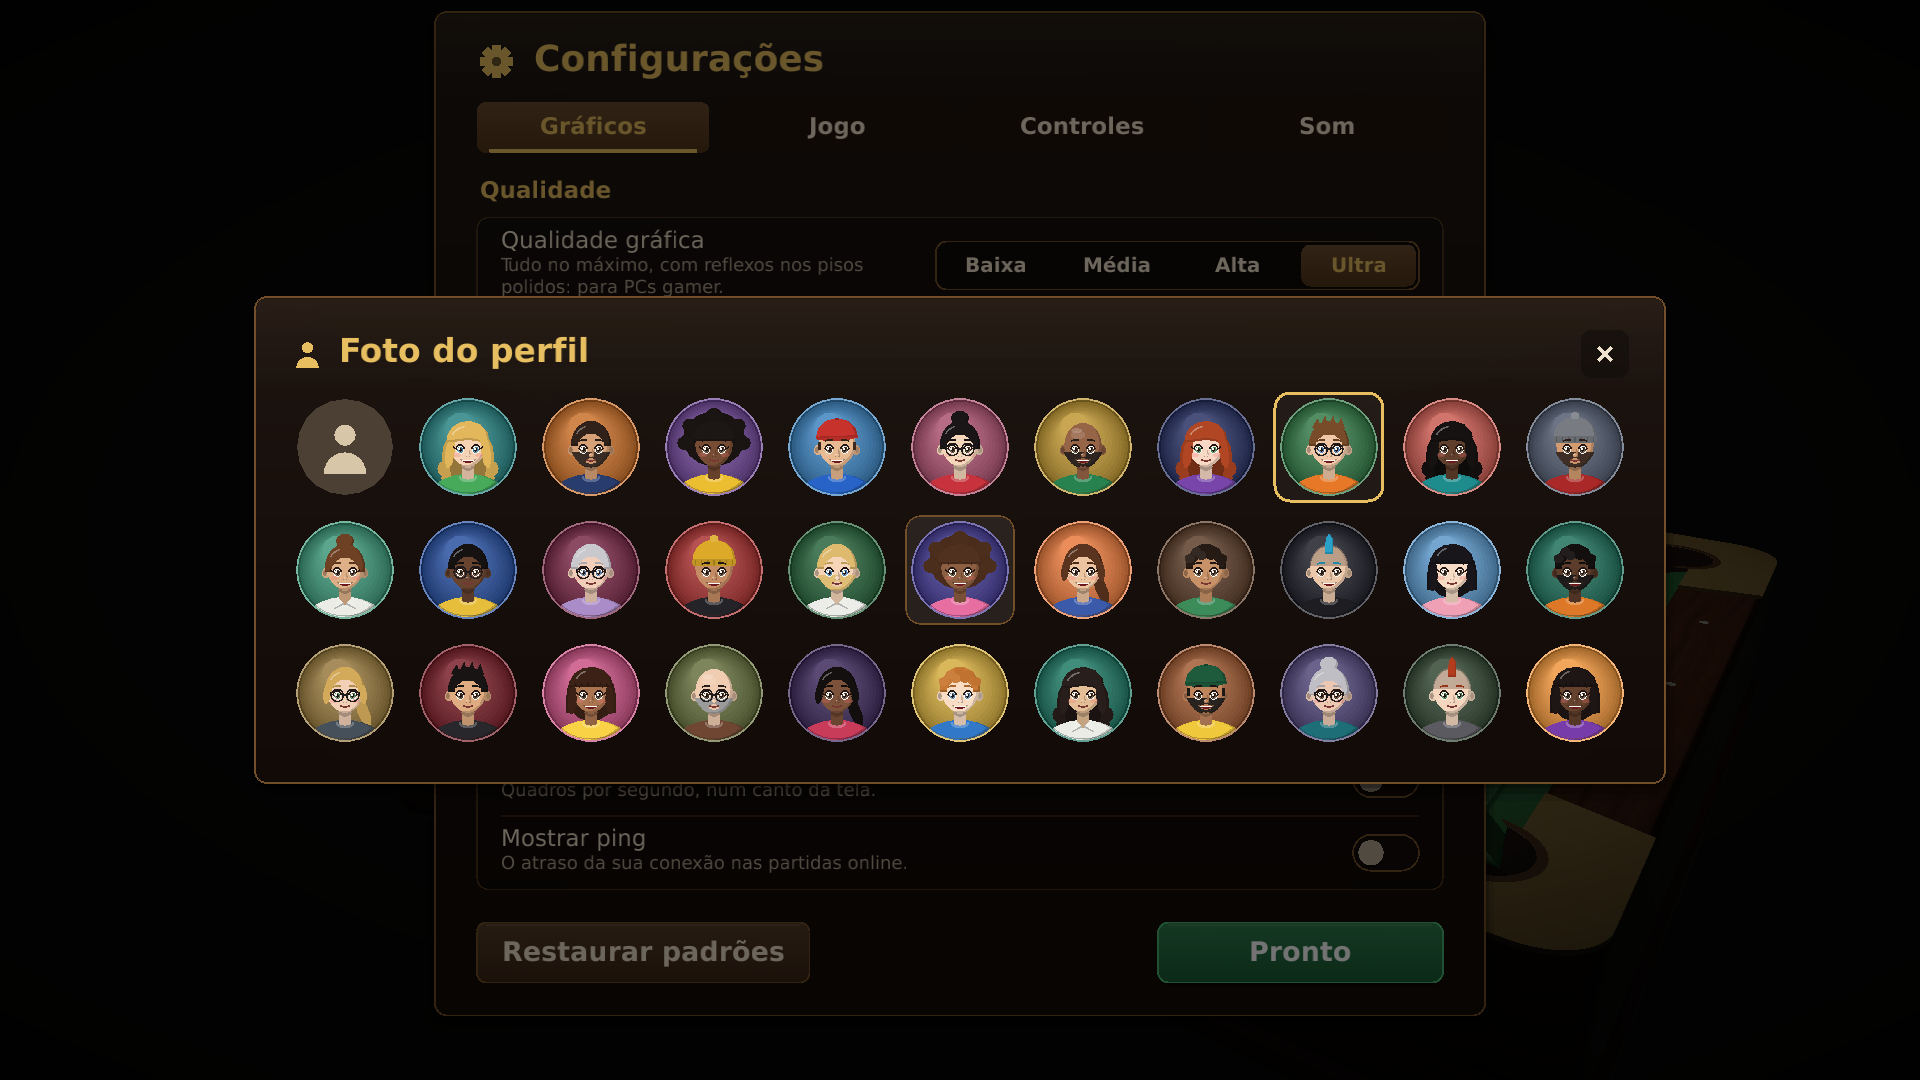 Configurações
Gráficos
Jogo
Controles
Som
Qualidade
Qualidade gráfica
Tudo no máximo, com reflexos nos pisos
polidos: para PCs gamer.
Baixa
Média
Alta
Ultra
Foto do perfil
×
Quadros por segundo, num canto da tela.
Mostrar ping
O atraso da sua conexão nas partidas online.
Restaurar padrões
Pronto